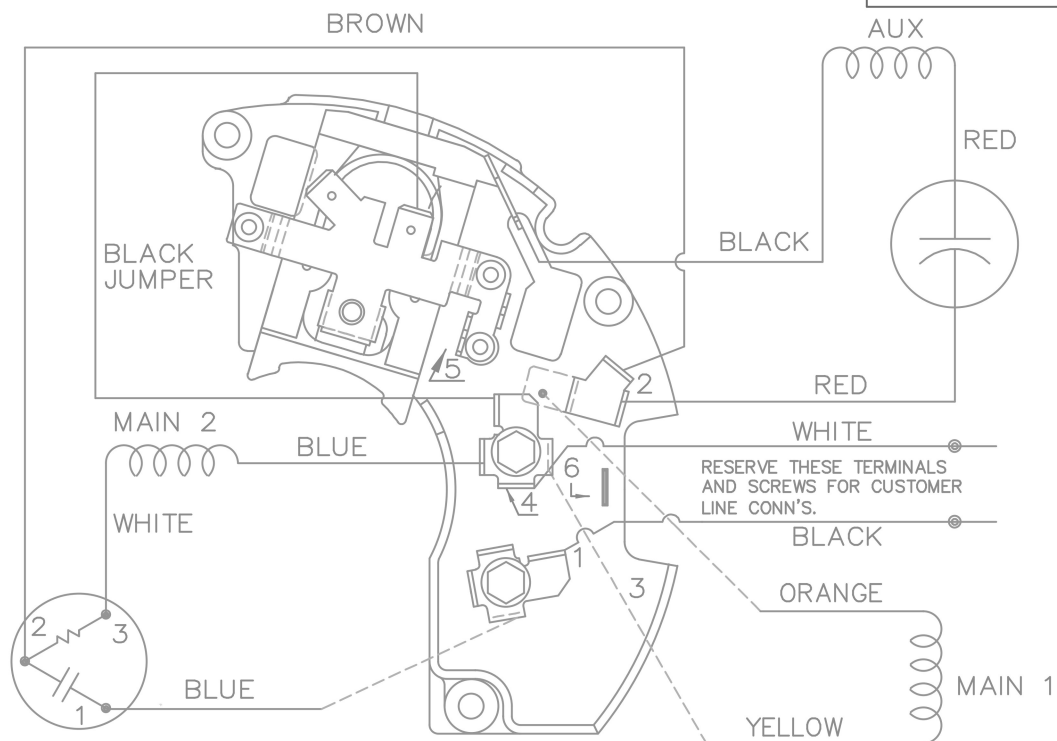 BROWN
AUX
RED
BLACK
BLACK
JUMPER
5
2
RED
MAIN 2
BLUE
WHITE
RESERVE THESE TERMINALS
AND SCREWS FOR CUSTOMER
LINE CONN'S.
6
4
WHITE
BLACK
1
3
ORANGE
2
3
1
BLUE
MAIN 1
YELLOW